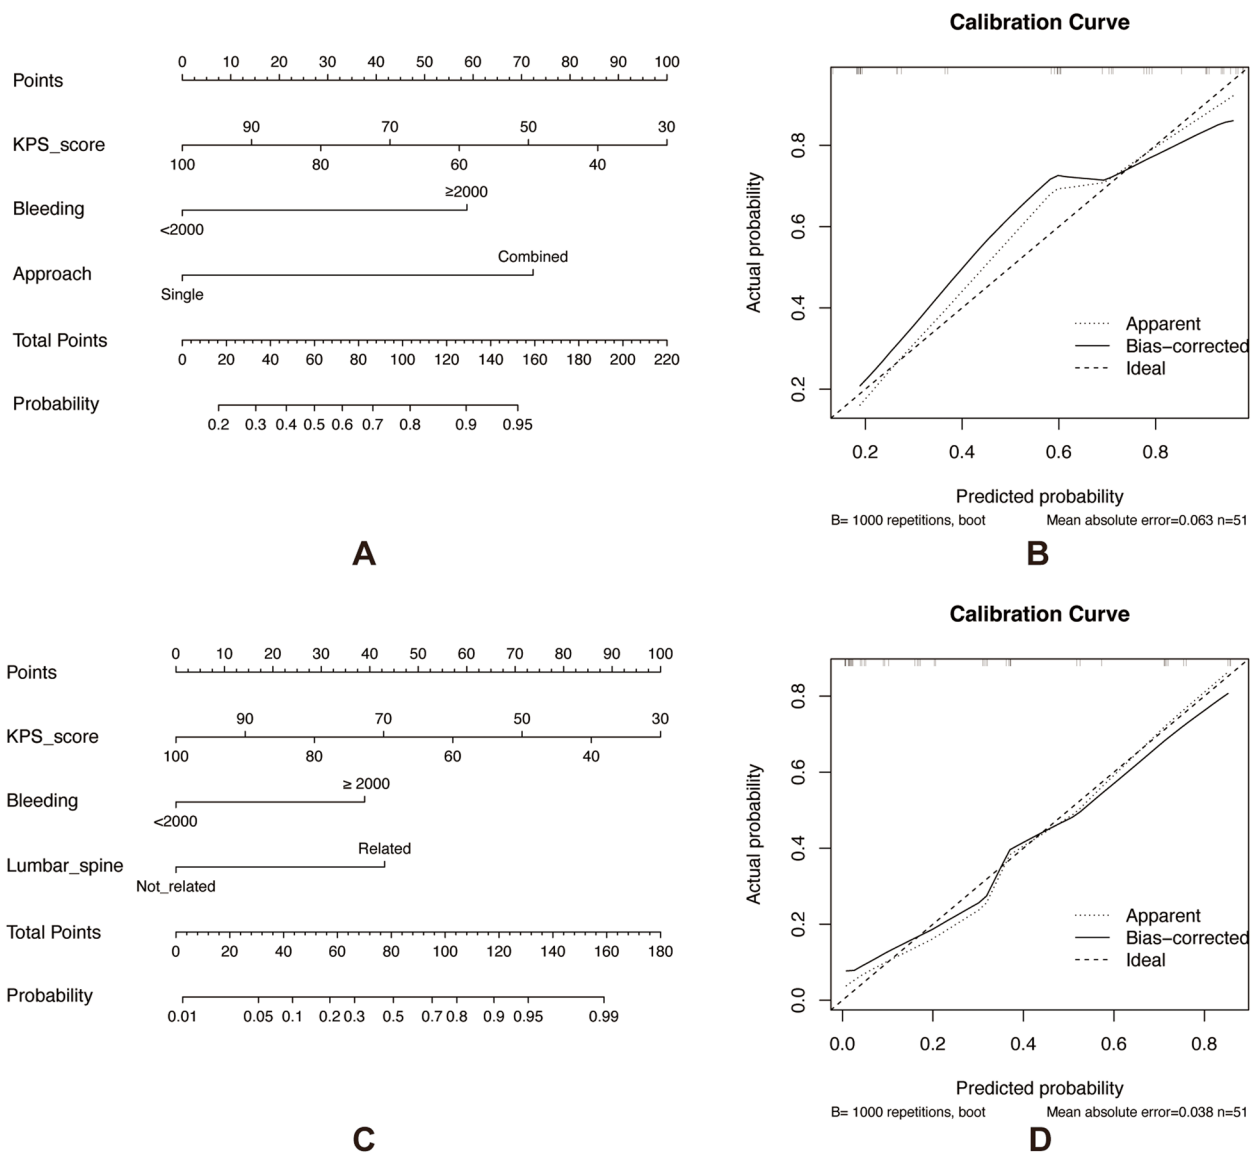 0 10 20 30 40 50 60 70 80 90 100
Points
90 70 50 30
KPS_score
100 80 60 40
≥2000
Bleeding
<2000
Combined
Approach
Single
Total Points
0 20 40 60 80 100 120 140 160 180 200 220
Probability
0.2 0.3 0.4 0.5 0.6 0.7 0.8 0.9 0.95
A
Calibration Curve
Actual probability
0.8
0.6
0.4
0.2
Apparent
Bias-corrected
Ideal
0.2 0.4 0.6 0.8
Predicted probability
B= 1000 repetitions, boot Mean absolute error=0.063 n=51
B
0 10 20 30 40 50 60 70 80 90 100
Points
90 70 50 30
KPS_score
100 80 60 40
≥ 2000
Bleeding
<2000
Related
Lumbar_spine
Not_related
Total Points
0 20 40 60 80 100 120 140 160 180
Probability
0.01 0.05 0.1 0.2 0.3 0.5 0.7 0.8 0.9 0.95 0.99
C
Calibration Curve
Actual probability
0.8
0.6
0.4
0.2
0.0
Apparent
Bias-corrected
Ideal
0.0 0.2 0.4 0.6 0.8
Predicted probability
B= 1000 repetitions, boot Mean absolute error=0.038 n=51
D